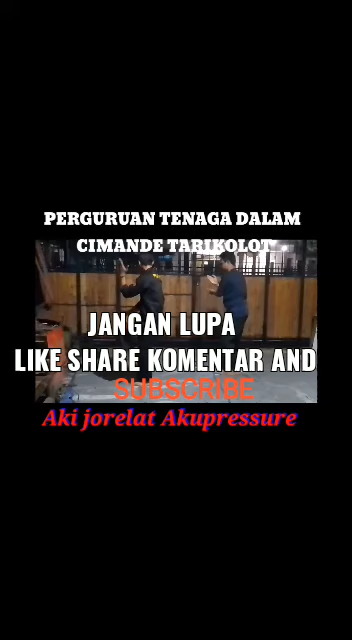 PERGURUAN TENAGA DALAM
CIMANDE TARIKOLOT
JANGAN LUPA
LIKE SHARE KOMENTAR AND
SUBSCRIBE
Aki jorelat Akupressure